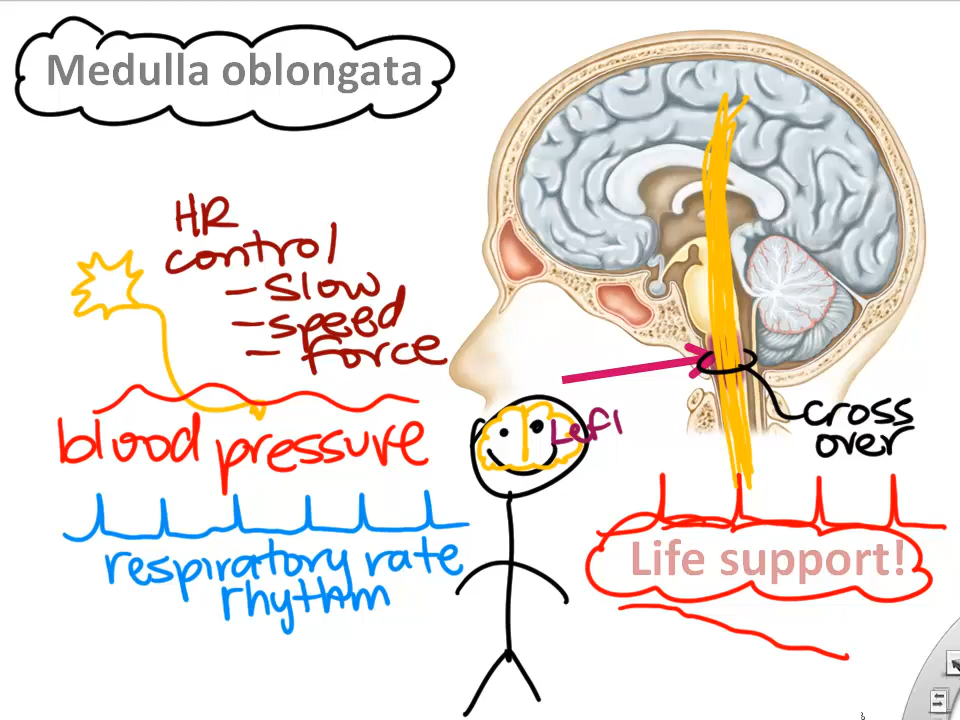 Medulla oblongata
HR
control
- slow
- speed
- force
blood pressure
respiratory rate
rhythm
Left
cross
over
Life support!